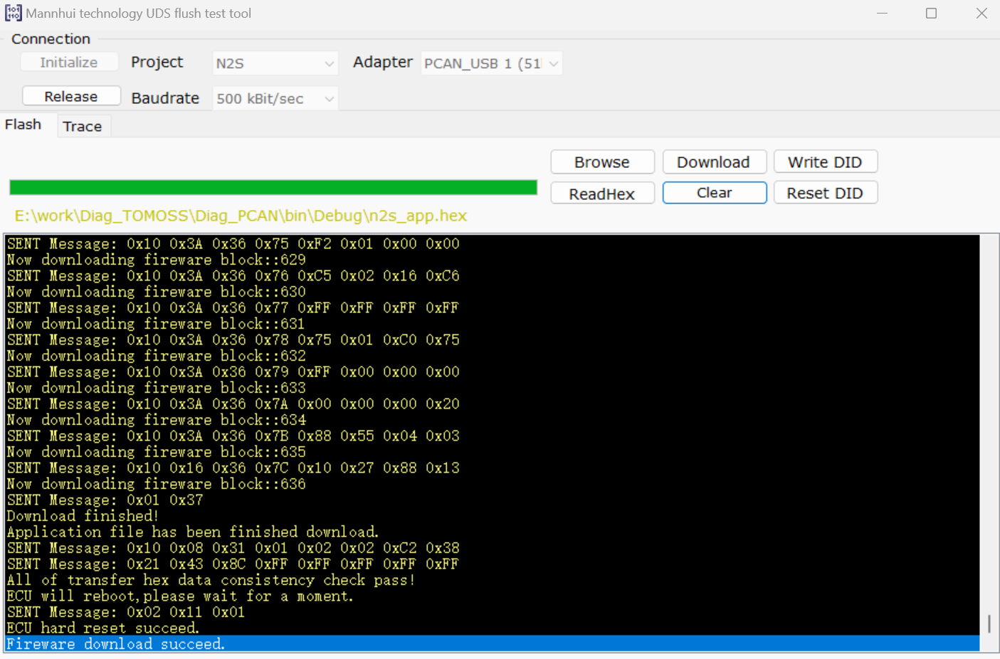 Mannhui technology UDS flush test tool
Connection
Initialize Project N2S Adapter PCAN_USB 1 (51
Release Baudrate 500 kBit/sec
Flash Trace
Browse Download Write DID
ReadHex Clear Reset DID
E:\work\Diag_TOMOSS\Diag_PCAN\bin\Debug\n2s_app.hex
SENT Message: 0x10 0x3A 0x36 0x75 0xF2 0x01 0x00 0x00
Now downloading fireware block::629
SENT Message: 0x10 0x3A 0x36 0x76 0xC5 0x02 0x16 0xC6
Now downloading fireware block::630
SENT Message: 0x10 0x3A 0x36 0x77 0xFF 0xFF 0xFF 0xFF
Now downloading fireware block::631
SENT Message: 0x10 0x3A 0x36 0x78 0x75 0x01 0xC0 0x75
Now downloading fireware block::632
SENT Message: 0x10 0x3A 0x36 0x79 0xFF 0x00 0x00 0x00
Now downloading fireware block::633
SENT Message: 0x10 0x3A 0x36 0x7A 0x00 0x00 0x00 0x20
Now downloading fireware block::634
SENT Message: 0x10 0x3A 0x36 0x7B 0x88 0x55 0x04 0x03
Now downloading fireware block::635
SENT Message: 0x10 0x16 0x36 0x7C 0x10 0x27 0x88 0x13
Now downloading fireware block::636
SENT Message: 0x01 0x37
Download finished!
Application file has been finished download.
SENT Message: 0x10 0x08 0x31 0x01 0x02 0x02 0xC2 0x38
SENT Message: 0x21 0x43 0x8C 0xFF 0xFF 0xFF 0xFF 0xFF
All of transfer hex data consistency check pass!
ECU will reboot,please wait for a moment.
SENT Message: 0x02 0x11 0x01
ECU hard reset succeed.
Fireware download succeed.